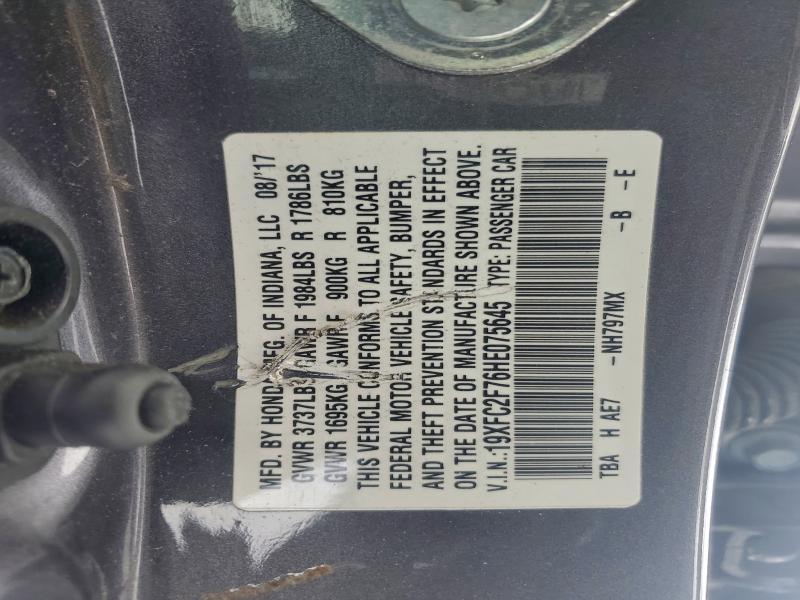 MFD. BY HONDA MFG. OF INDIANA, LLC 08/'17
GVWR 3737LBS GAWR F 1984LBS R 1786LBS
GVWR 1695KG GAWR F 900KG R 810KG
THIS VEHICLE CONFORMS TO ALL APPLICABLE
FEDERAL MOTOR VEHICLE SAFETY, BUMPER,
AND THEFT PREVENTION STANDARDS IN EFFECT
ON THE DATE OF MANUFACTURE SHOWN ABOVE.
V.I.N.:19XFC2F76HE075645 TYPE: PASSENGER CAR
TBA H AE7 -NH797MX -B -E